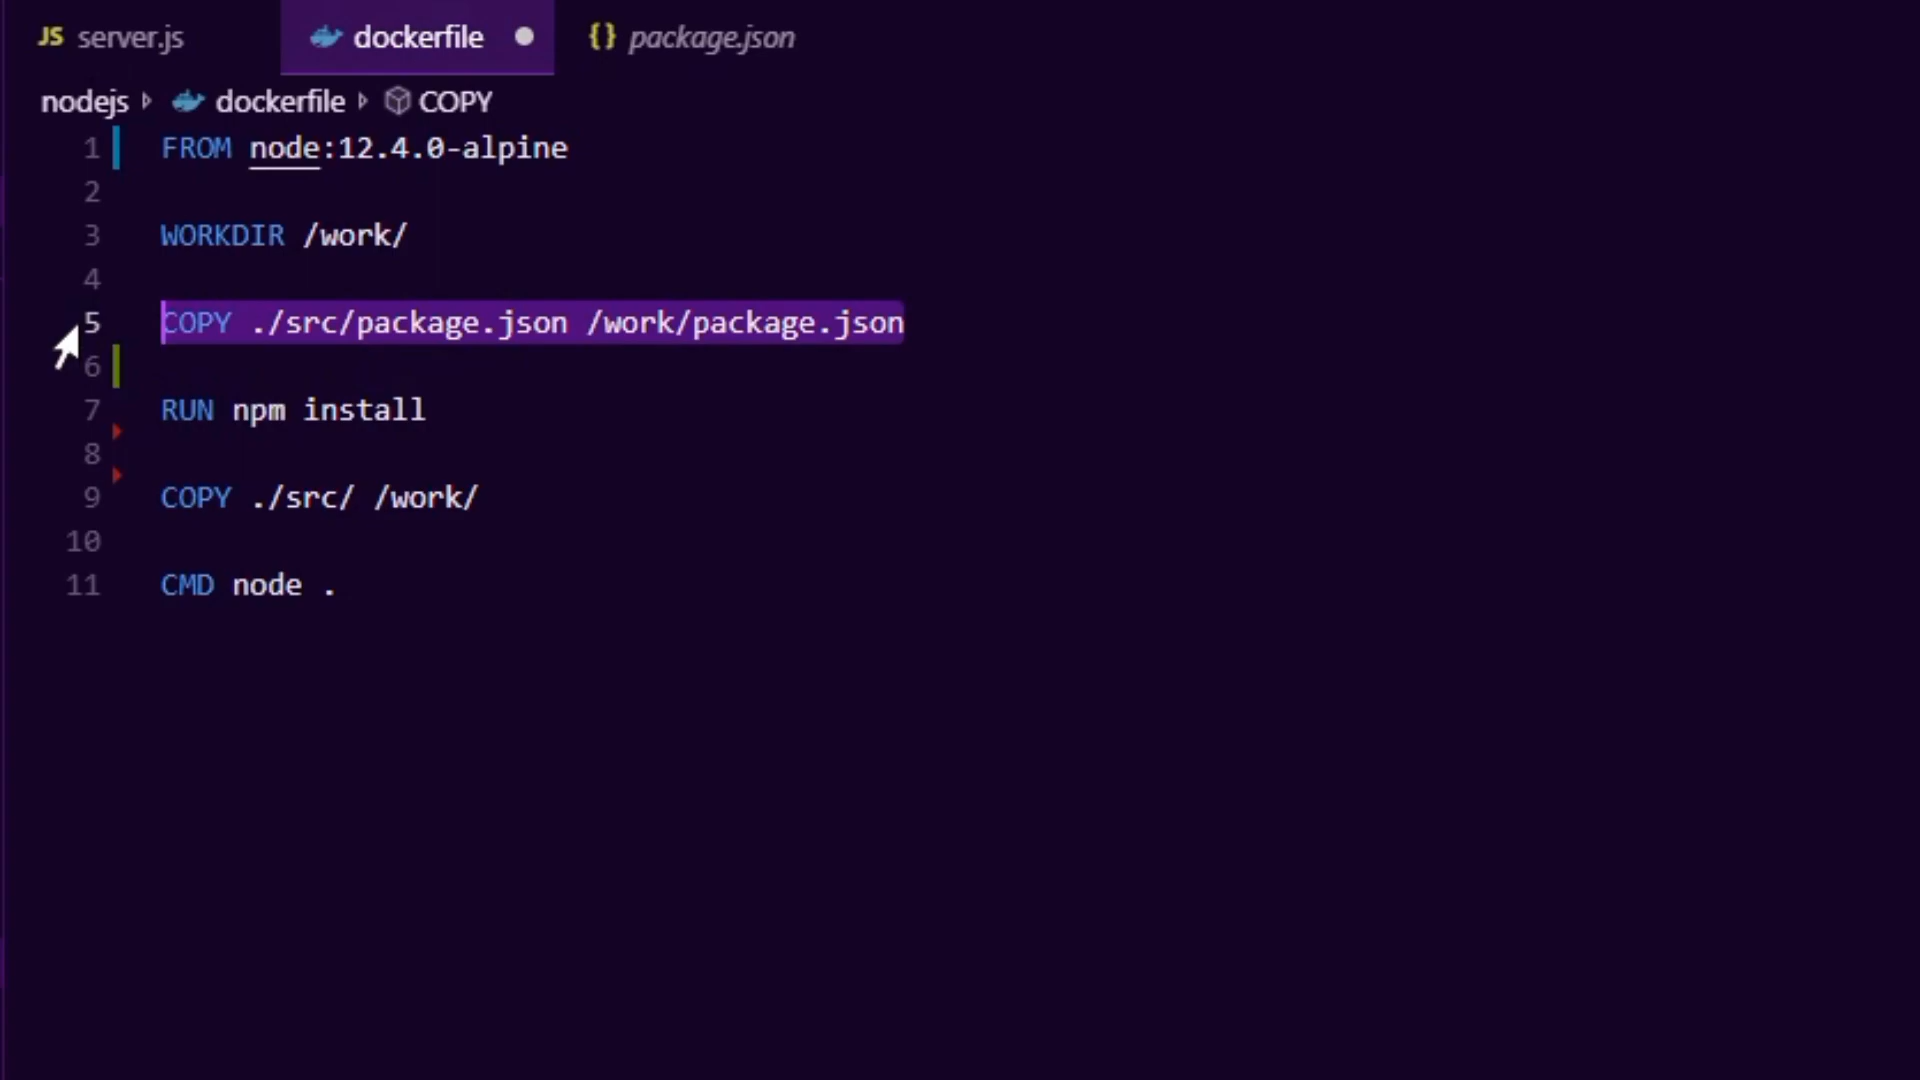 JS server.js dockerfile {} package.json
nodejs dockerfile COPY
1 FROM node:12.4.0-alpine
2
3 WORKDIR /work/
4
5 COPY ./src/package.json /work/package.json
6
7 RUN npm install
8
9 COPY ./src/ /work/
10
11 CMD node .